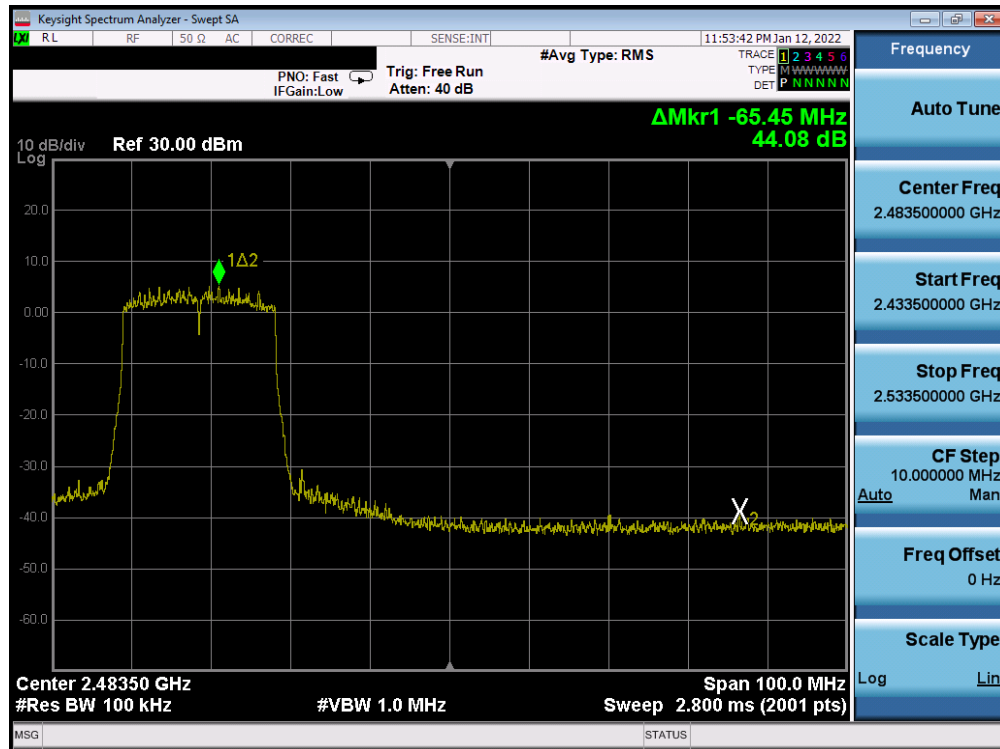 Keysight Spectrum Analyzer - Swept SA
LXI RL RF 50 Ω AC CORREC SENSE:INT 11:53:42 PM Jan 12, 2022
PNO: Fast Trig: Free Run #Avg Type: RMS TRACE 1 2 3 4 5 6
IFGain:Low Atten: 40 dB TYPE M WWWWW
DET P N N N N N
ΔMkr1 -65.45 MHz
44.08 dB
10 dB/div Ref 30.00 dBm
Log
20.0
10.0
0.00
-10.0
-20.0
-30.0
-40.0
-50.0
-60.0
1Δ2
X2
Center 2.48350 GHz Span 100.0 MHz
#Res BW 100 kHz #VBW 1.0 MHz Sweep 2.800 ms (2001 pts)
MSG STATUS
Frequency
Auto Tune
Center Freq
2.483500000 GHz
Start Freq
2.433500000 GHz
Stop Freq
2.533500000 GHz
CF Step
10.000000 MHz
Auto Man
Freq Offset
0 Hz
Scale Type
Log Lin